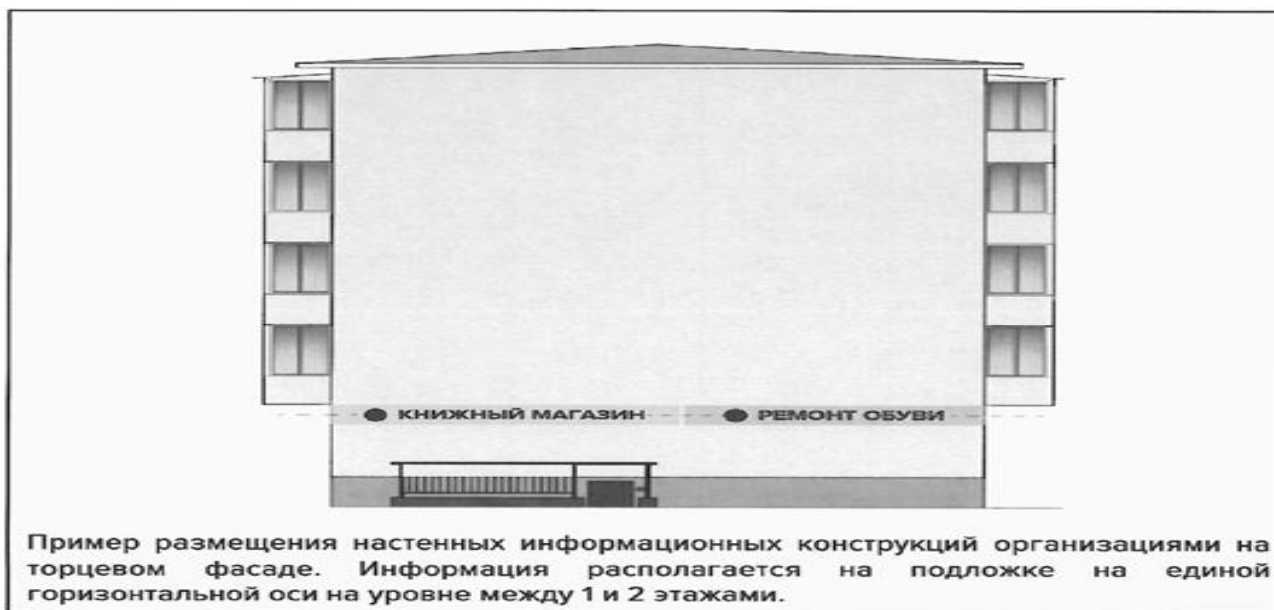 КНИЖНЫЙ МАГАЗИН РЕМОНТ ОБУВИ
Пример размещения настенных информационных конструкций организациями на
торцевом фасаде. Информация располагается на подложке на единой
горизонтальной оси на уровне между 1 и 2 этажами.